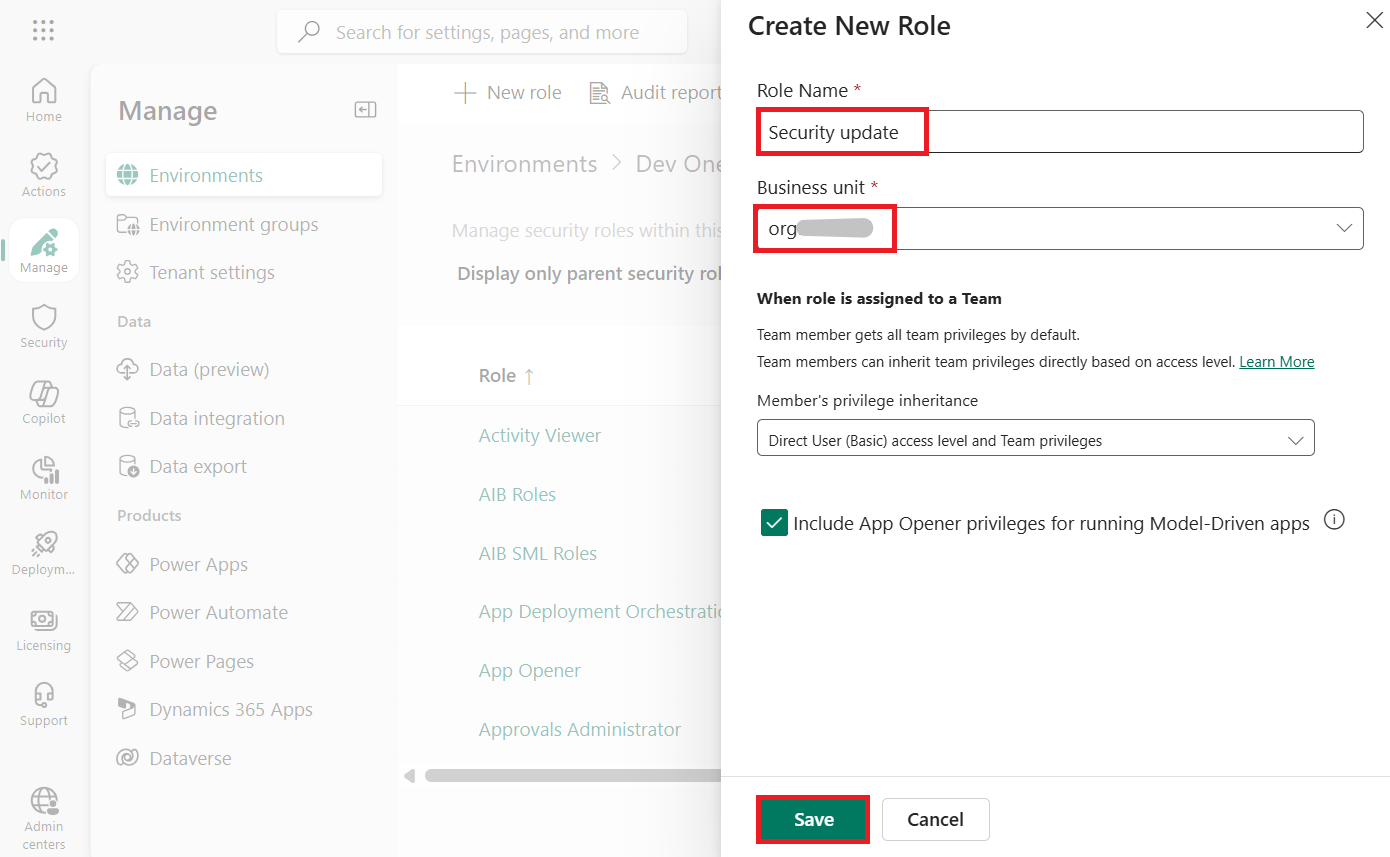 Search for settings, pages, and more
Home
Actions
Manage
Security
Copilot
Monitor
Deploym...
Licensing
Support
Admin
centers
Manage
Environments
Environment groups
Tenant settings
Data
Data (preview)
Data integration
Data export
Products
Power Apps
Power Automate
Power Pages
Dynamics 365 Apps
Dataverse
New role
Audit report
Environments > Dev One
Manage security roles within this
Display only parent security rol
Role ↑
Activity Viewer
AIB Roles
AIB SML Roles
App Deployment Orchestratio
App Opener
Approvals Administrator
Create New Role
Role Name *
Security update
Business unit *
org
When role is assigned to a Team
Team member gets all team privileges by default.
Team members can inherit team privileges directly based on access level. Learn More
Member's privilege inheritance
Direct User (Basic) access level and Team privileges
Include App Opener privileges for running Model-Driven apps
Save
Cancel